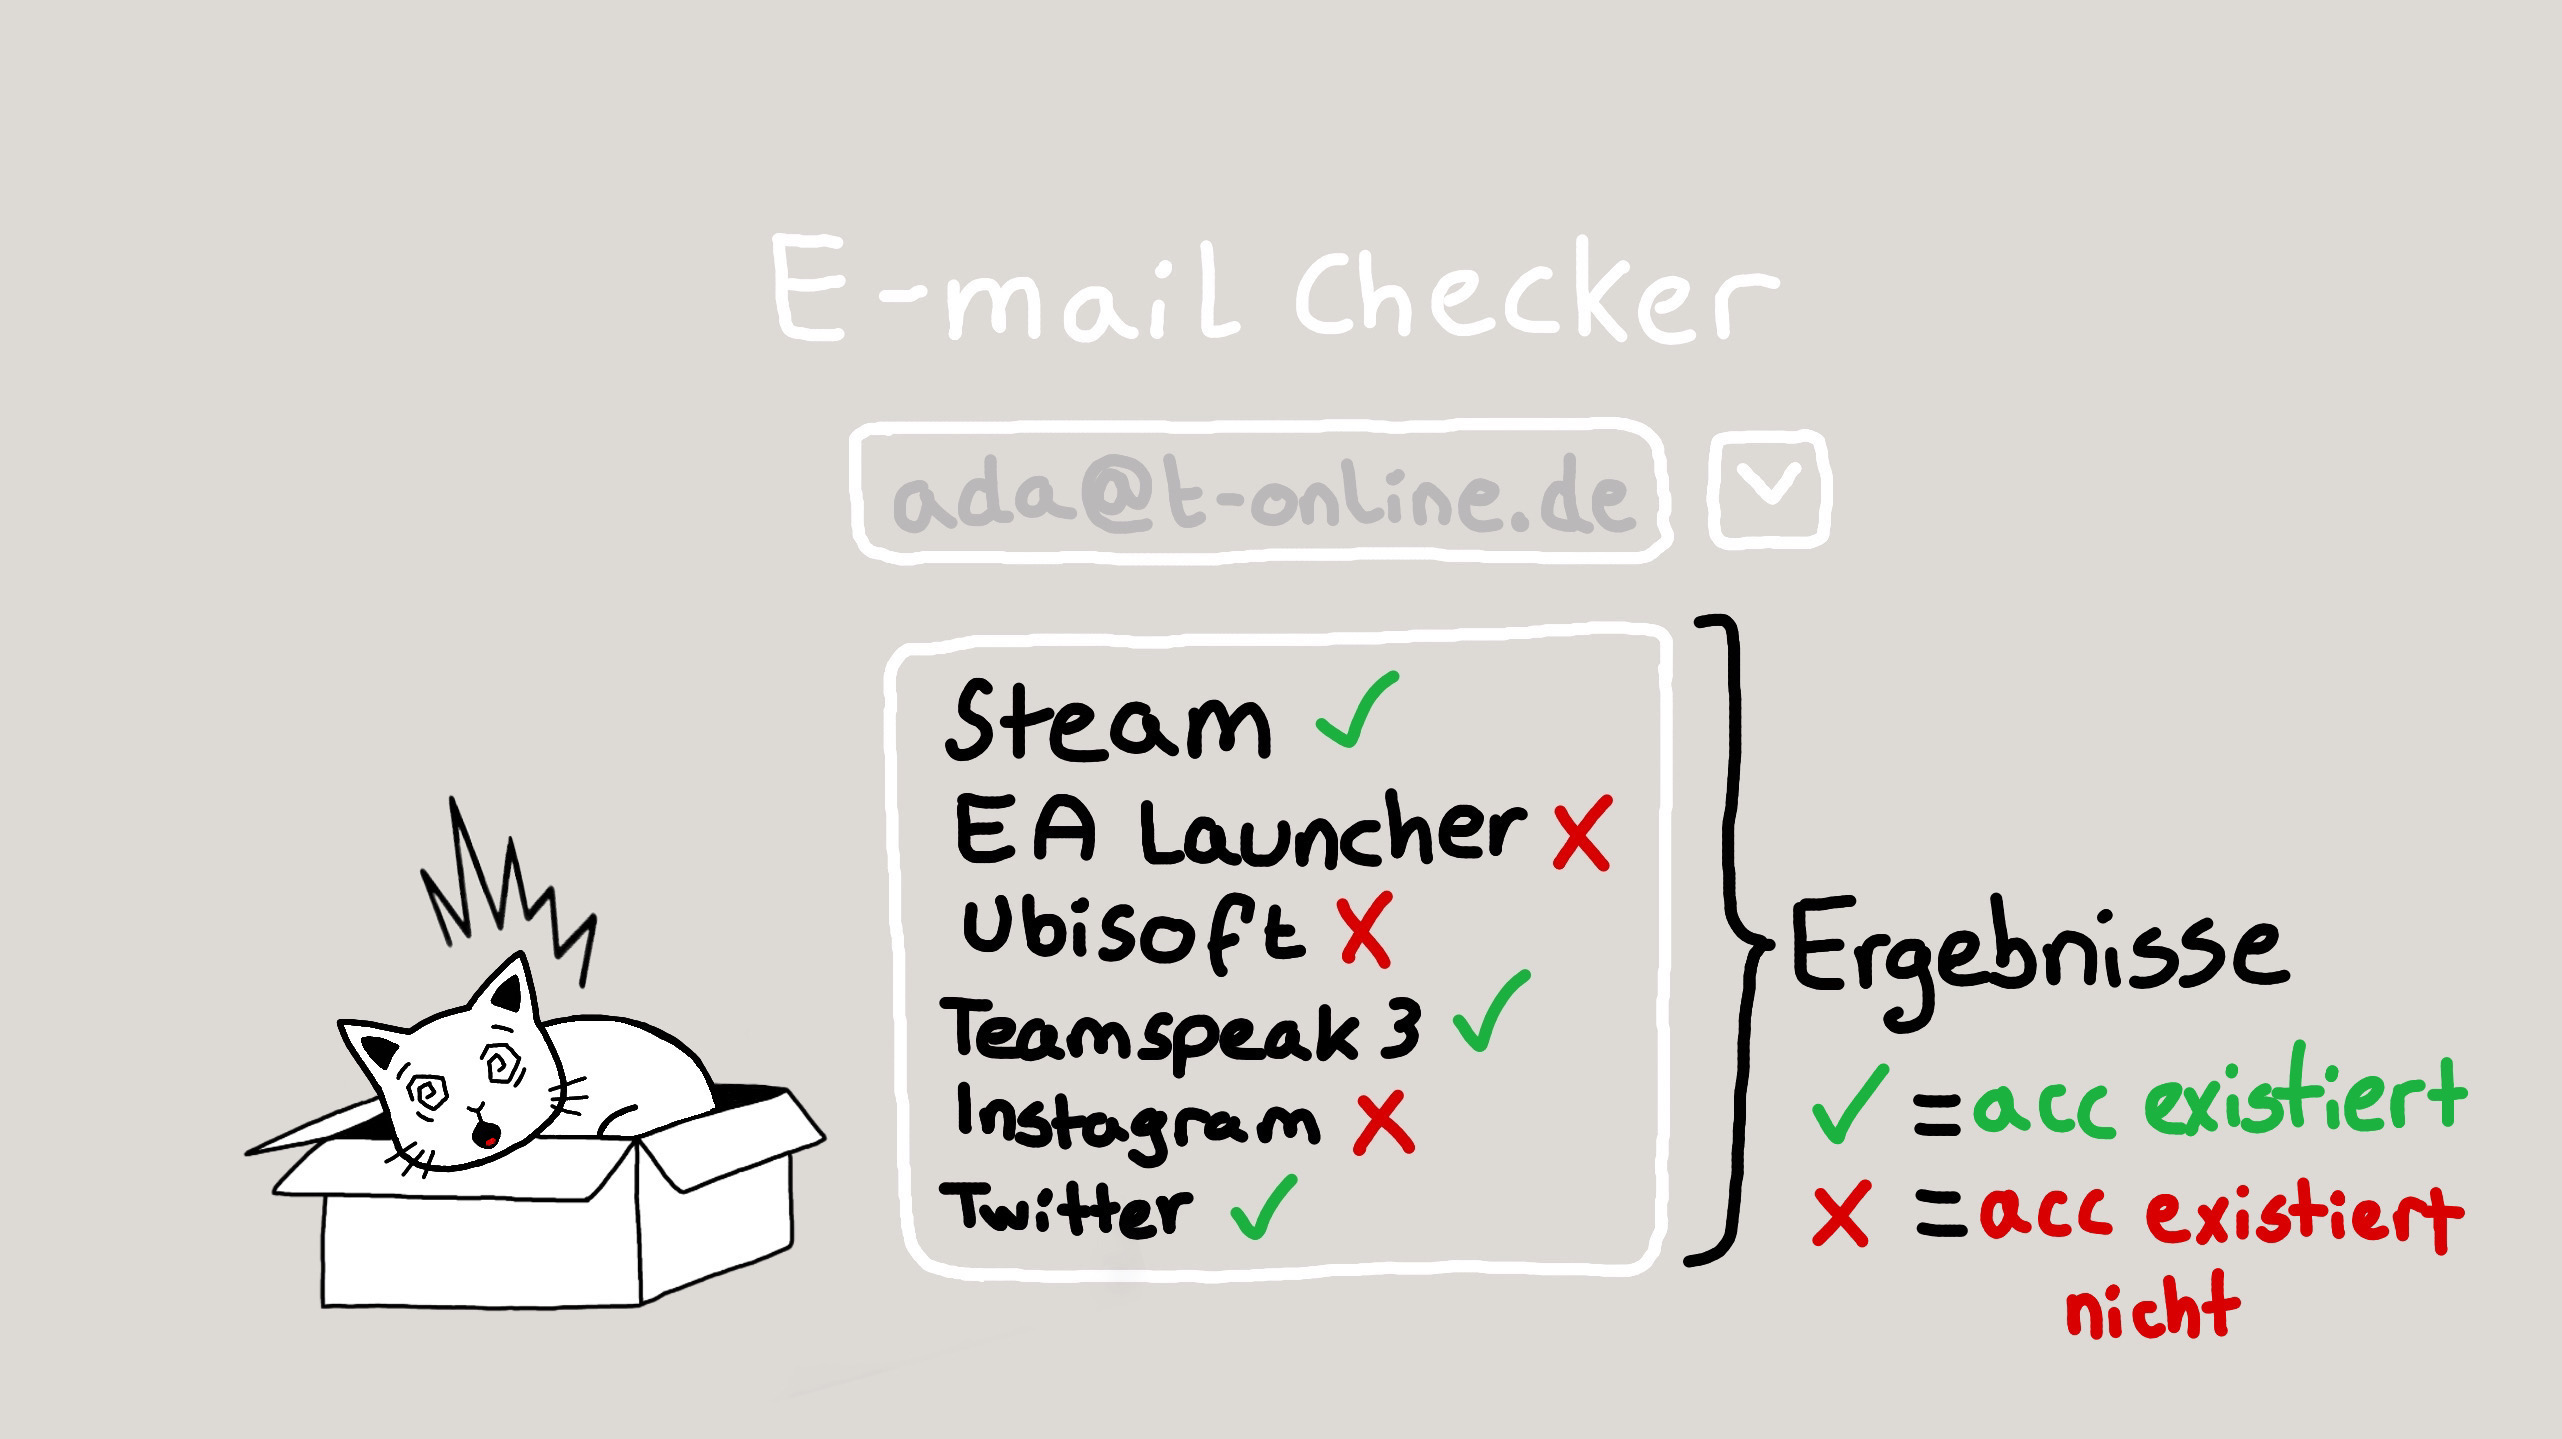 E-mail Checker
ada@t-online.de
Steam ✓
EA Launcher X
Ubisoft X
Teamspeak 3 ✓
Instagram X
Twitter ✓
Ergebnisse
✓ = acc existiert
X = acc existiert
nicht